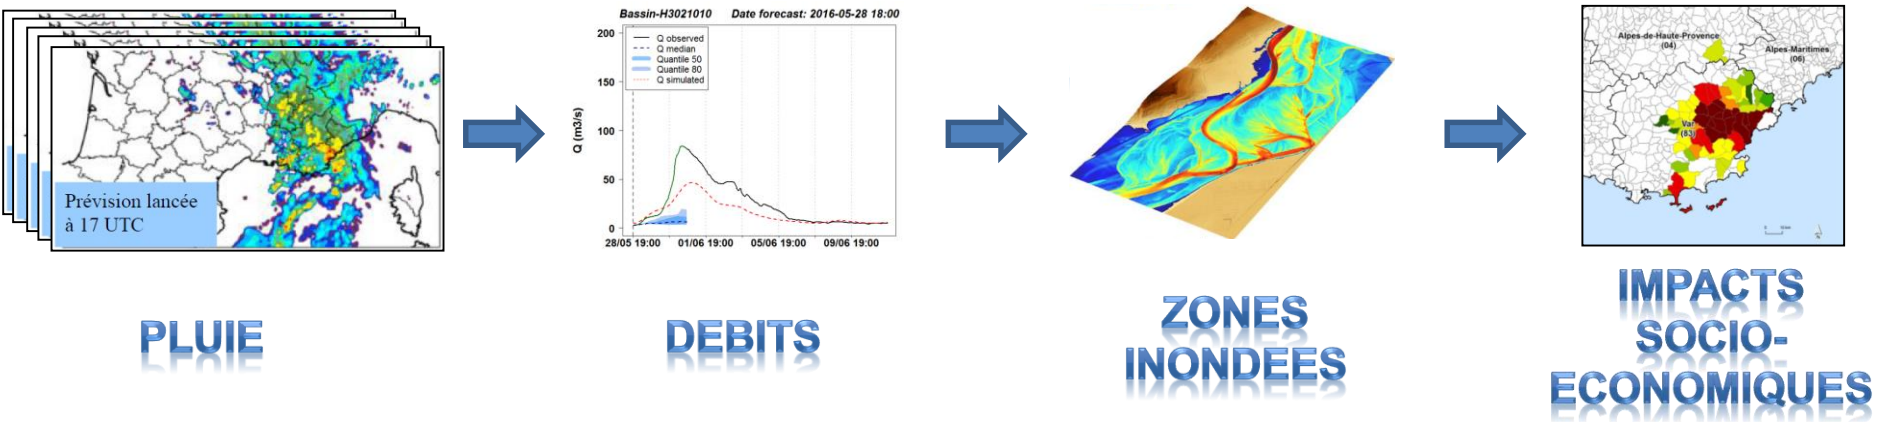 Prévision lancée
à 17 UTC
Bassin-H3021010 Date forecast: 2016-05-28 18:00
Q observed
Q median
Quantile 50
Quantile 80
Q simulated
Q (m3/s)
200
150
100
50
0
28/05 19:00 01/06 19:00 05/06 19:00 09/06 19:00
Alpes-de-Haute-Provence
(04)
Alpes-Maritimes
(06)
Var
(83)
PLUIE
DEBITS
ZONES
INONDEES
IMPACTS
SOCIO-
ECONOMIQUES